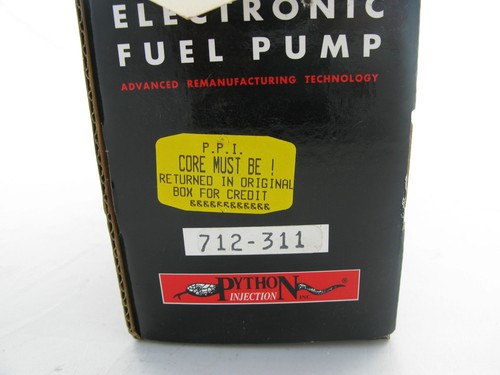 ELECTRONIC
FUEL PUMP
ADVANCED REMANUFACTURING TECHNOLOGY
P.P.I.
CORE MUST BE !
RETURNED IN ORIGINAL
BOX FOR CREDIT
&&&&&&&&&&&&
712-311
PYTHON ®
INJECTION INC.